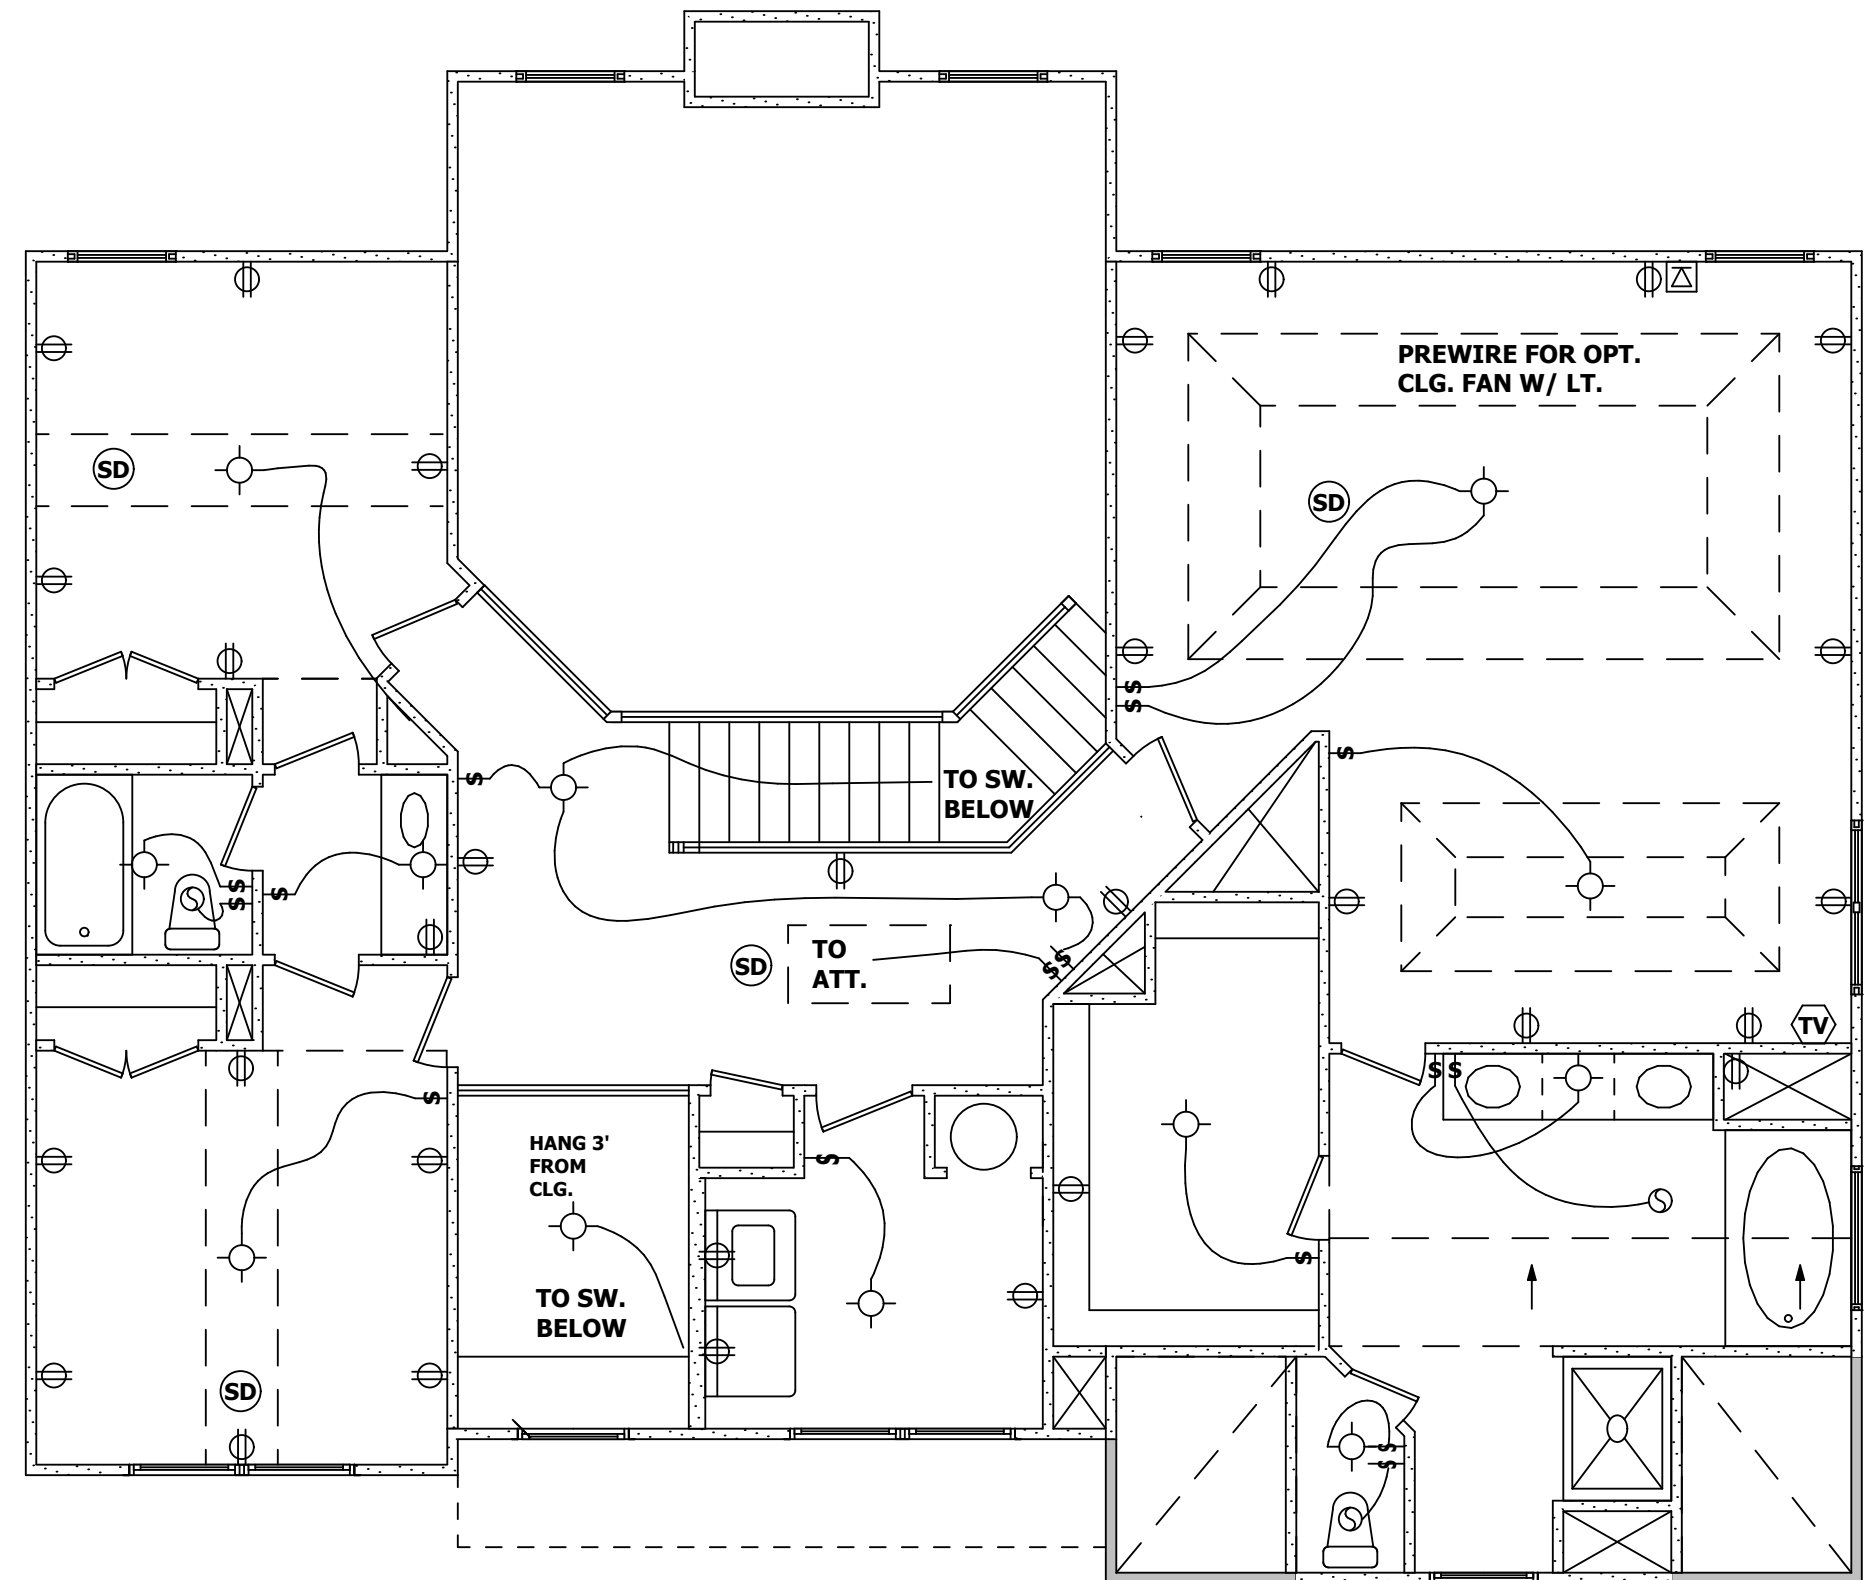 PREWIRE FOR OPT.
CLG. FAN W/ LT.
SD
SD
S
S
S
S
TO SW.
BELOW
S
S
S
TO
ATT.
SD
S
S
TV
S
S
S
HANG 3'
FROM
CLG.
S
S
TO SW.
BELOW
SD
S
S